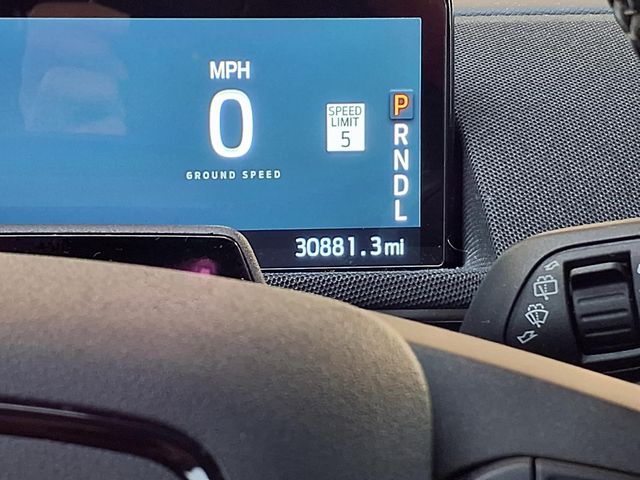 MPH
0
GROUND SPEED
SPEED
LIMIT
5
P
R
N
D
L
30881.3mi